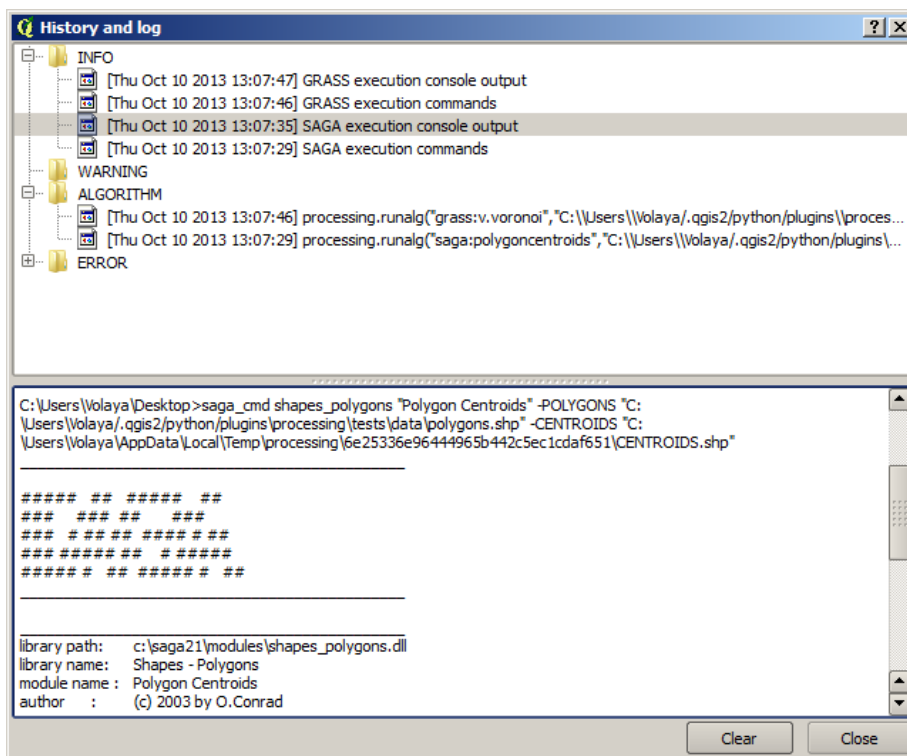 History and log
INFO
[Thu Oct 10 2013 13:07:47] GRASS execution console output
[Thu Oct 10 2013 13:07:46] GRASS execution commands
[Thu Oct 10 2013 13:07:35] SAGA execution console output
[Thu Oct 10 2013 13:07:29] SAGA execution commands
WARNING
ALGORITHM
[Thu Oct 10 2013 13:07:46] processing.runalg("grass:v.voronoi","C:\\Users\\Volaya/.qgis2/python/plugins\\proces...
[Thu Oct 10 2013 13:07:29] processing.runalg("saga:polygoncentroids","C:\\Users\\Volaya/.qgis2/python/plugins\...
ERROR
C:\Users\Volaya\Desktop>saga_cmd shapes_polygons "Polygon Centroids" -POLYGONS "C:
\Users\Volaya/.qgis2/python/plugins\processing\tests\data\polygons.shp" -CENTROIDS "C:
\Users\Volaya\AppData\Local\Temp\processing\6e25336e96444965b442c5ec1cdaf651\CENTROIDS.shp"
_____________________________________________
##### ## ##### ##
### ### ## ###
### # ## ## #### # ##
### ##### ## # #####
##### # ## ##### # ##
_____________________________________________
_____________________________________________
library path: c:\saga21\modules\shapes_polygons.dll
library name: Shapes - Polygons
module name : Polygon Centroids
author : (c) 2003 by O.Conrad
Clear Close